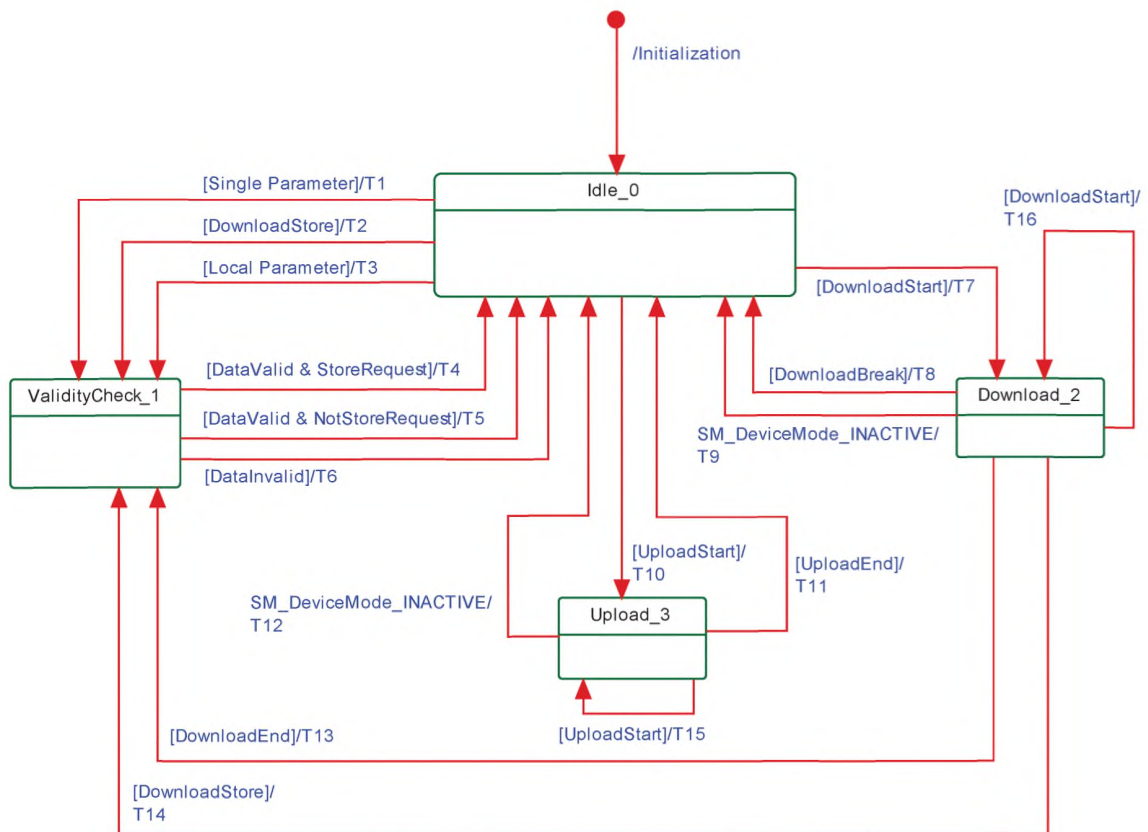 /Initialization
[Single Parameter]/T1
Idle_0
[DownloadStart]/
T16
[DownloadStore]/T2
[Local Parameter]/T3
[DownloadStart]/T7
[DataValid & StoreRequest]/T4
[DownloadBreak]/T8
ValidityCheck_1
Download_2
[DataValid & NotStoreRequest]/T5
SM_DeviceMode_INACTIVE/
T9
[DataInvalid]/T6
[UploadStart]/
T10
[UploadEnd]/
T11
SM_DeviceMode_INACTIVE/
T12
Upload_3
[DownloadEnd]/T13
[UploadStart]/T15
[DownloadStore]/
T14